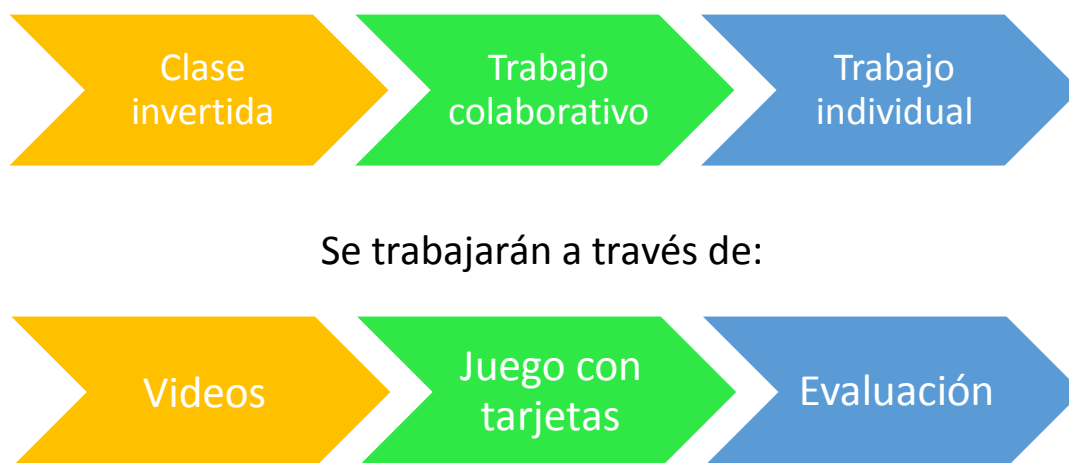 Clase
invertida
Trabajo
colaborativo
Trabajo
individual
Se trabajarán a través de:
Videos
Juego con
tarjetas
Evaluación